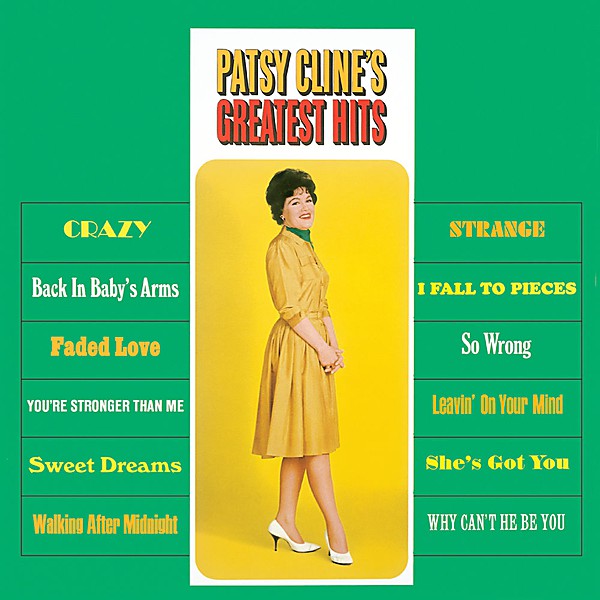 PATSY CLINE'S
GREATEST HITS
CRAZY
Back In Baby's Arms
Faded Love
YOU'RE STRONGER THAN ME
Sweet Dreams
Walking After Midnight
STRANGE
I FALL TO PIECES
So Wrong
Leavin' On Your Mind
She's Got You
WHY CAN'T HE BE YOU